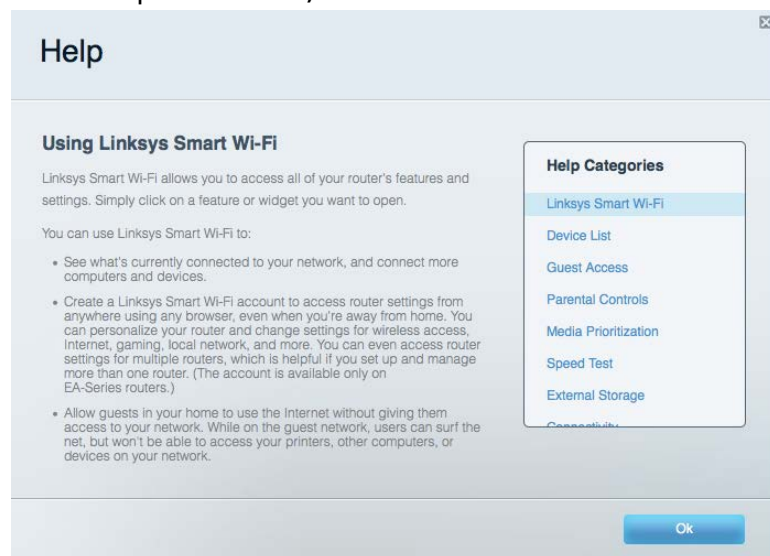 Help
Using Linksys Smart Wi-Fi
Linksys Smart Wi-Fi allows you to access all of your router's features and
settings. Simply click on a feature or widget you want to open.
You can use Linksys Smart Wi-Fi to:
• See what's currently connected to your network, and connect more
computers and devices.
• Create a Linksys Smart Wi-Fi account to access router settings from
anywhere using any browser, even when you're away from home. You
can personalize your router and change settings for wireless access,
Internet, gaming, local network, and more. You can even access router
settings for multiple routers, which is helpful if you set up and manage
more than one router. (The account is available only on
EA-Series routers.)
• Allow guests in your home to use the Internet without giving them
access to your network. While on the guest network, users can surf the
net, but won't be able to access your printers, other computers, or
devices on your network.
Help Categories
Linksys Smart Wi-Fi
Device List
Guest Access
Parental Controls
Media Prioritization
Speed Test
External Storage
Connectivity
Ok